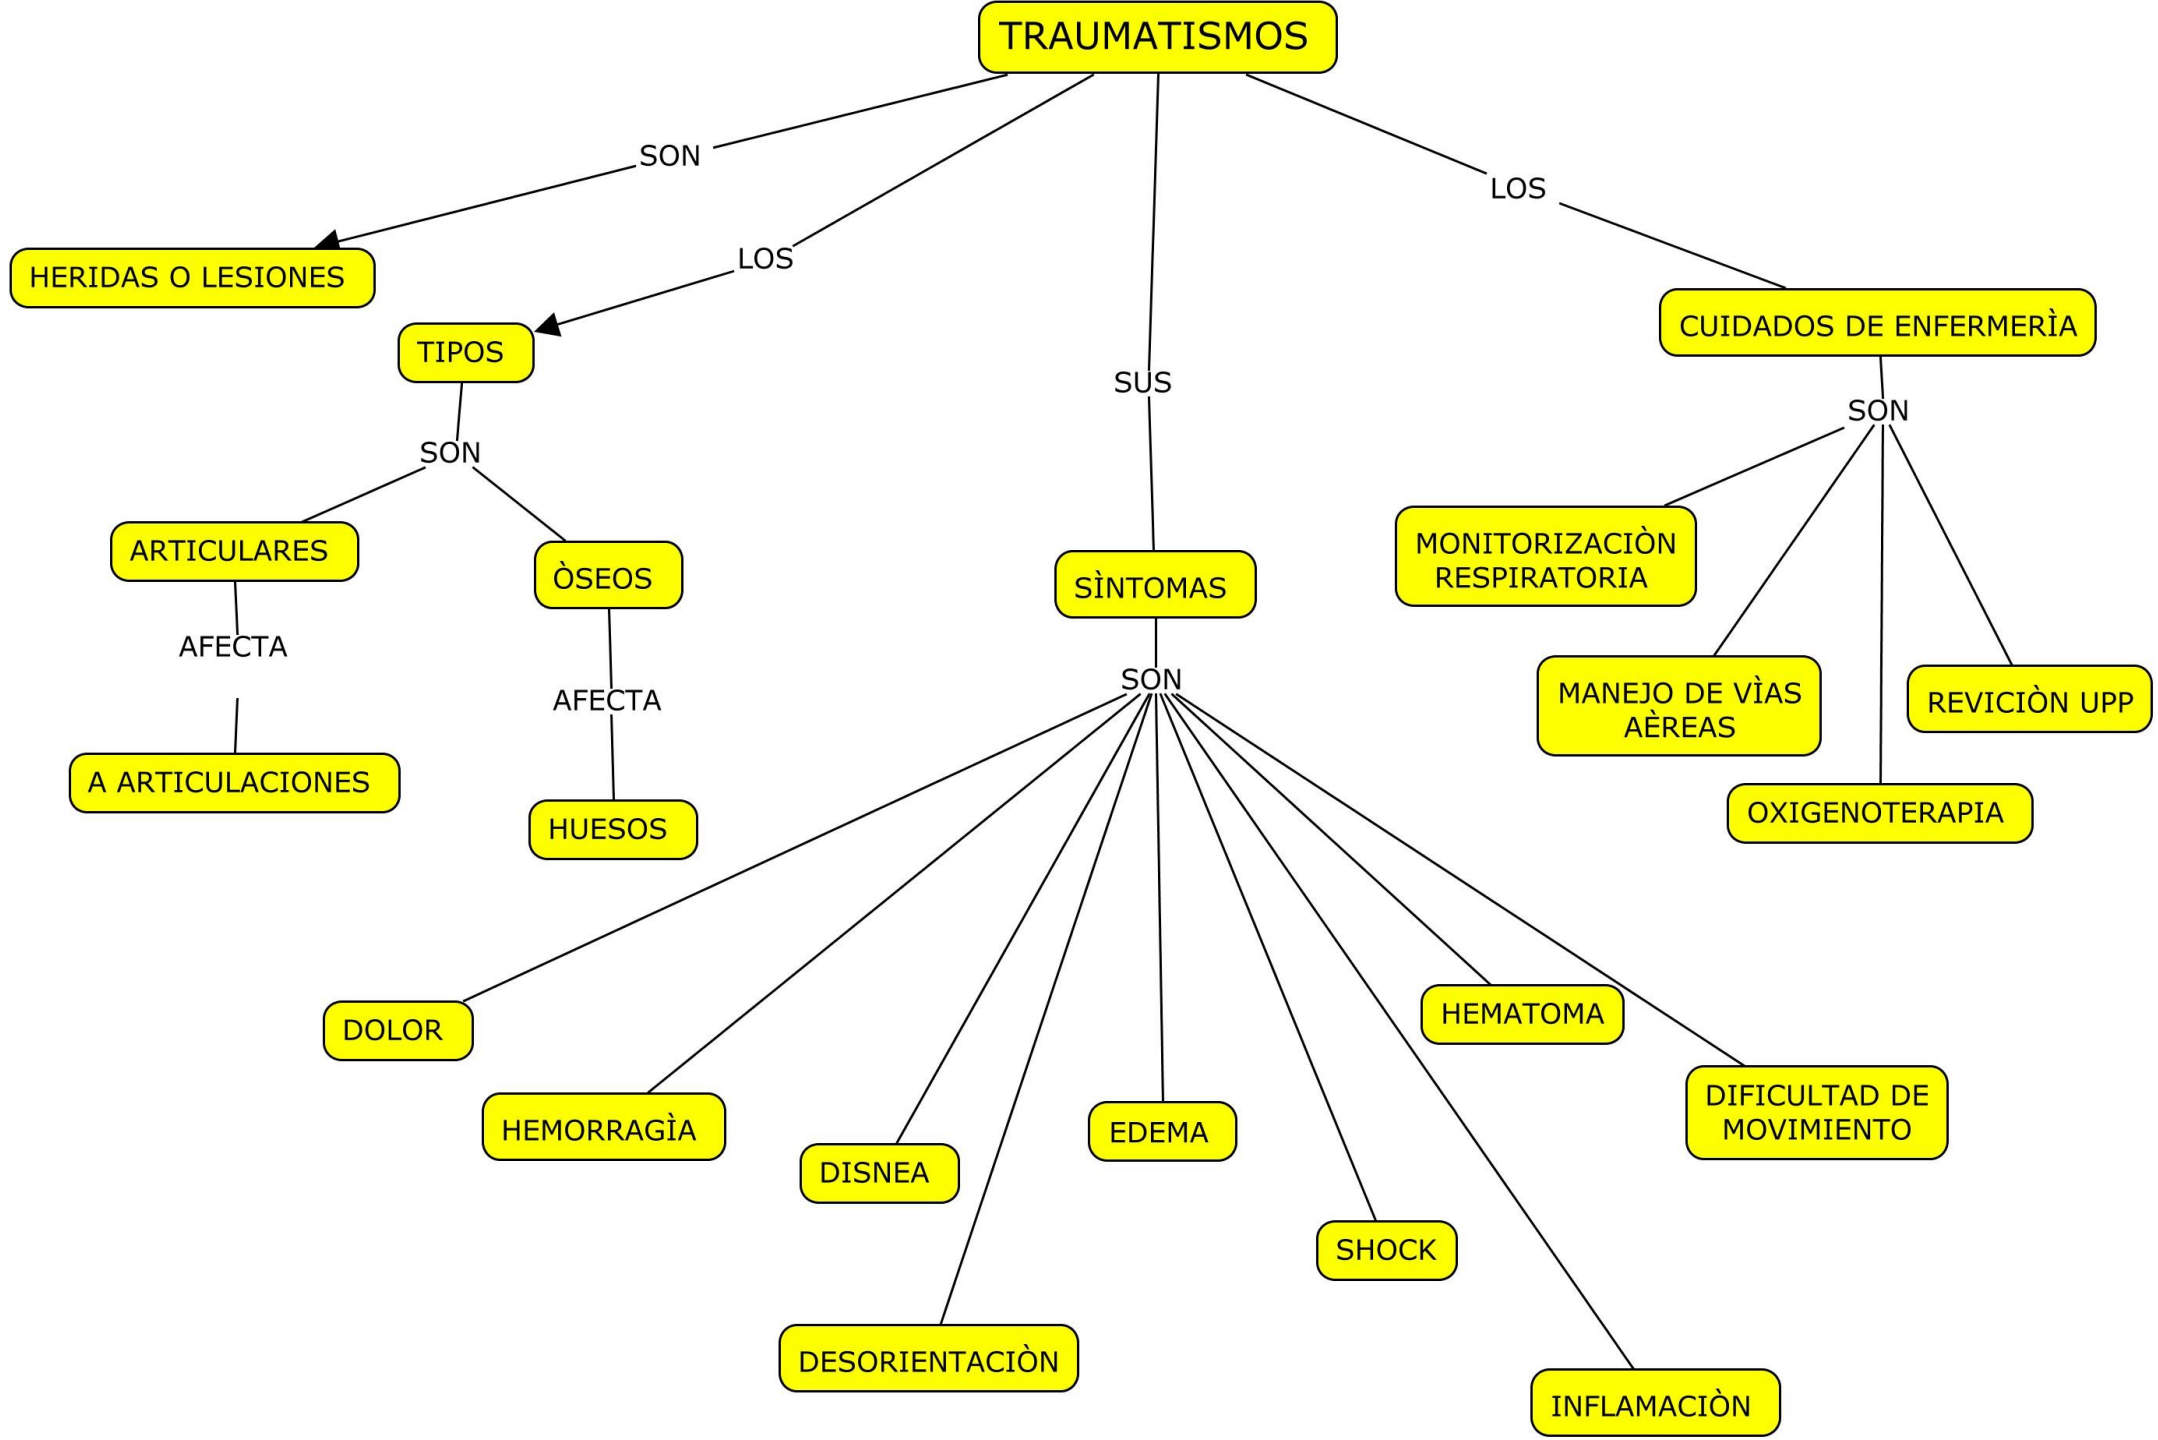 TRAUMATISMOS
SON
LOS
LOS
HERIDAS O LESIONES
TIPOS
CUIDADOS DE ENFERMERÌA
SUS
SON
SON
ARTICULARES
ÒSEOS
MONITORIZACIÒN
RESPIRATORIA
SÌNTOMAS
AFECTA
AFECTA
SON
MANEJO DE VÌAS
AÈREAS
REVICIÒN UPP
A ARTICULACIONES
HUESOS
OXIGENOTERAPIA
DOLOR
HEMATOMA
HEMORRAGÌA
DISNEA
EDEMA
DIFICULTAD DE
MOVIMIENTO
SHOCK
DESORIENTACIÒN
INFLAMACIÒN